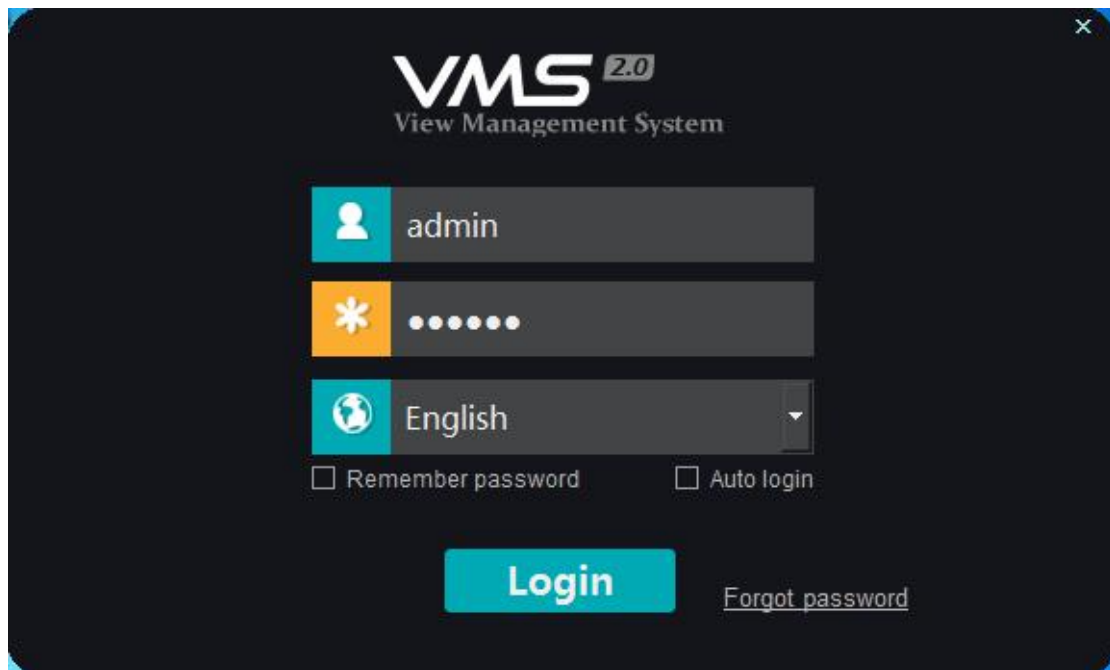 VMS 2.0
View Management System
admin
••••••
English
Remember password Auto login
Login
Forgot password